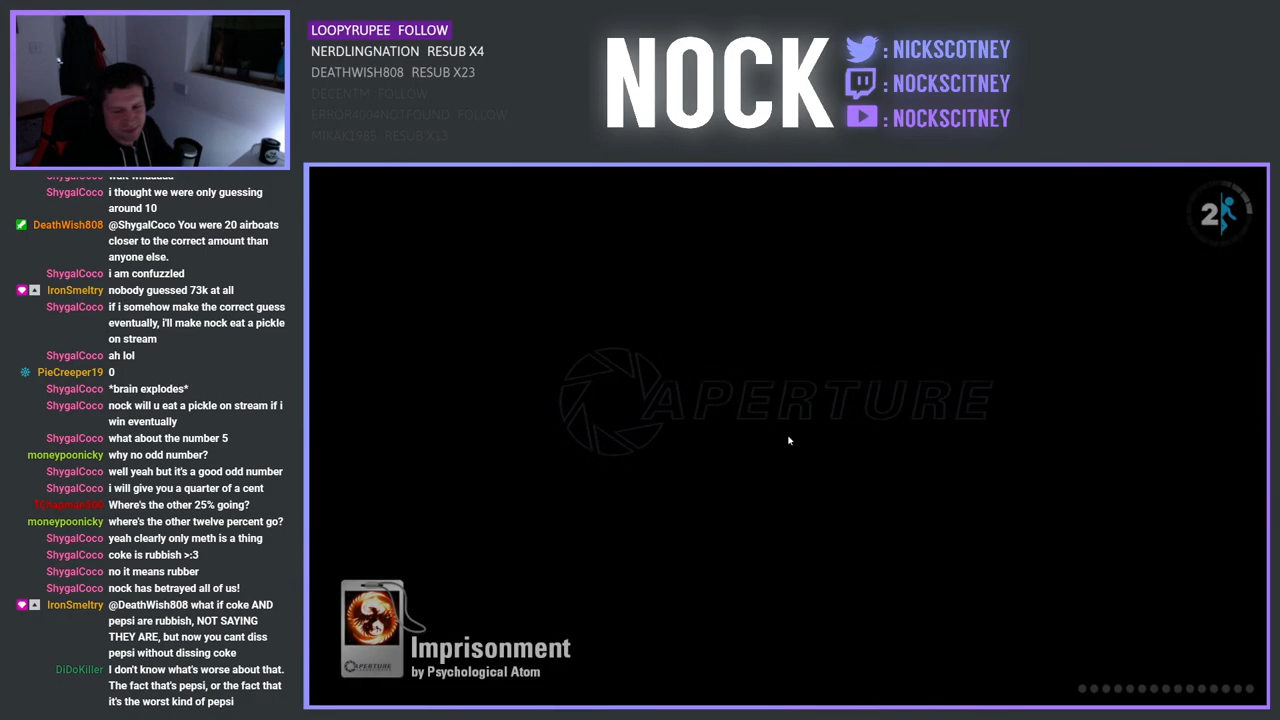 LOOPYRUPEE FOLLOW
NERDLINGNATION RESUB X4
DEATHWISH808 RESUB X23
DECENTM FOLLOW
ERROR4004NOTFOUND FOLLOW
MIKAK1985 RESUB X13
NOCK
: NICKSCOTNEY
: NOCKSCITNEY
: NOCKSCITNEY
ShygalCoco i thought we were only guessing
around 10
DeathWish808 @ShygalCoco You were 20 airboats
closer to the correct amount than
anyone else.
ShygalCoco i am confuzzled
IronSmeltry nobody guessed 73k at all
ShygalCoco if i somehow make the correct guess
eventually, i'll make nock eat a pickle
on stream
ShygalCoco ah lol
PieCreeper19 0
ShygalCoco *brain explodes*
ShygalCoco nock will u eat a pickle on stream if i
win eventually
ShygalCoco what about the number 5
moneypoonicky why no odd number?
ShygalCoco well yeah but it's a good odd number
ShygalCoco i will give you a quarter of a cent
Where's the other 25% going?
moneypoonicky where's the other twelve percent go?
ShygalCoco yeah clearly only meth is a thing
ShygalCoco coke is rubbish >:3
ShygalCoco no it means rubber
ShygalCoco nock has betrayed all of us!
IronSmeltry @DeathWish808 what if coke AND
pepsi are rubbish, NOT SAYING
THEY ARE, but now you cant diss
pepsi without dissing coke
DiDoKiller I don't know what's worse about that.
The fact that's pepsi, or the fact that
it's the worst kind of pepsi
2
APERTURE
APERTURE
Imprisonment
by Psychological Atom